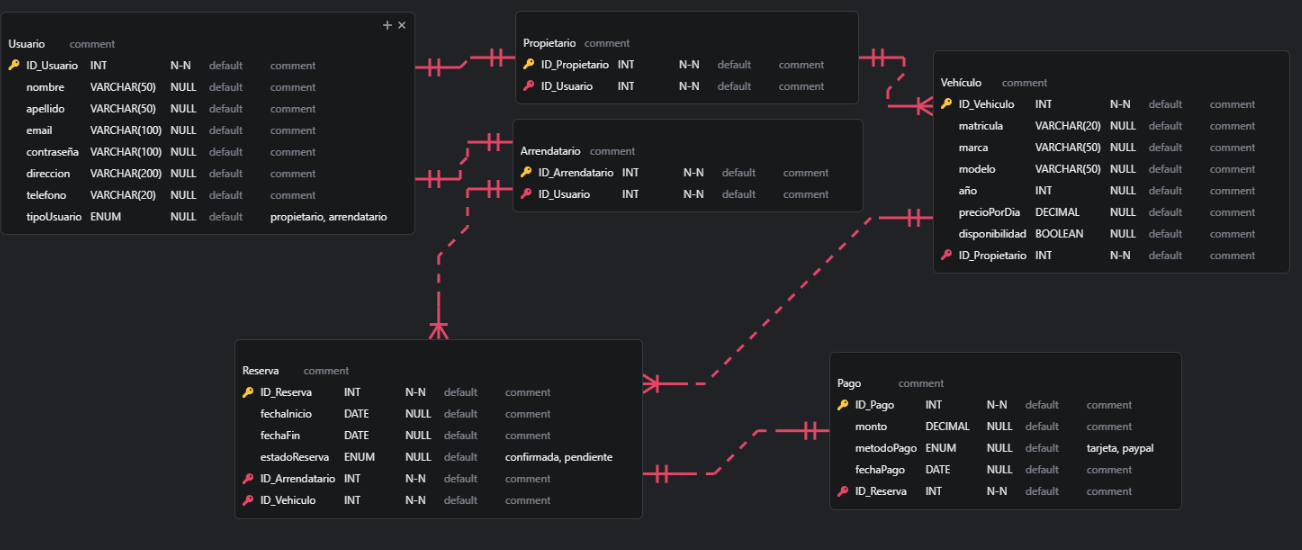 Usuario comment
ID_Usuario INT N-N default comment
nombre VARCHAR(50) NULL default comment
apellido VARCHAR(50) NULL default comment
email VARCHAR(100) NULL default comment
contraseña VARCHAR(100) NULL default comment
direccion VARCHAR(200) NULL default comment
telefono VARCHAR(20) NULL default comment
tipoUsuario ENUM NULL default propietario, arrendatario
Propietario comment
ID_Propietario INT N-N default comment
ID_Usuario INT N-N default comment
Arrendatario comment
ID_Arrendatario INT N-N default comment
ID_Usuario INT N-N default comment
Vehículo comment
ID_Vehiculo INT N-N default comment
matricula VARCHAR(20) NULL default comment
marca VARCHAR(50) NULL default comment
modelo VARCHAR(50) NULL default comment
año INT NULL default comment
precioPorDia DECIMAL NULL default comment
disponibilidad BOOLEAN NULL default comment
ID_Propietario INT N-N default comment
Reserva comment
ID_Reserva INT N-N default comment
fechaInicio DATE NULL default comment
fechaFin DATE NULL default comment
estadoReserva ENUM NULL default confirmada, pendiente
ID_Arrendatario INT N-N default comment
ID_Vehiculo INT N-N default comment
Pago comment
ID_Pago INT N-N default comment
monto DECIMAL NULL default comment
metodoPago ENUM NULL default tarjeta, paypal
fechaPago DATE NULL default comment
ID_Reserva INT N-N default comment